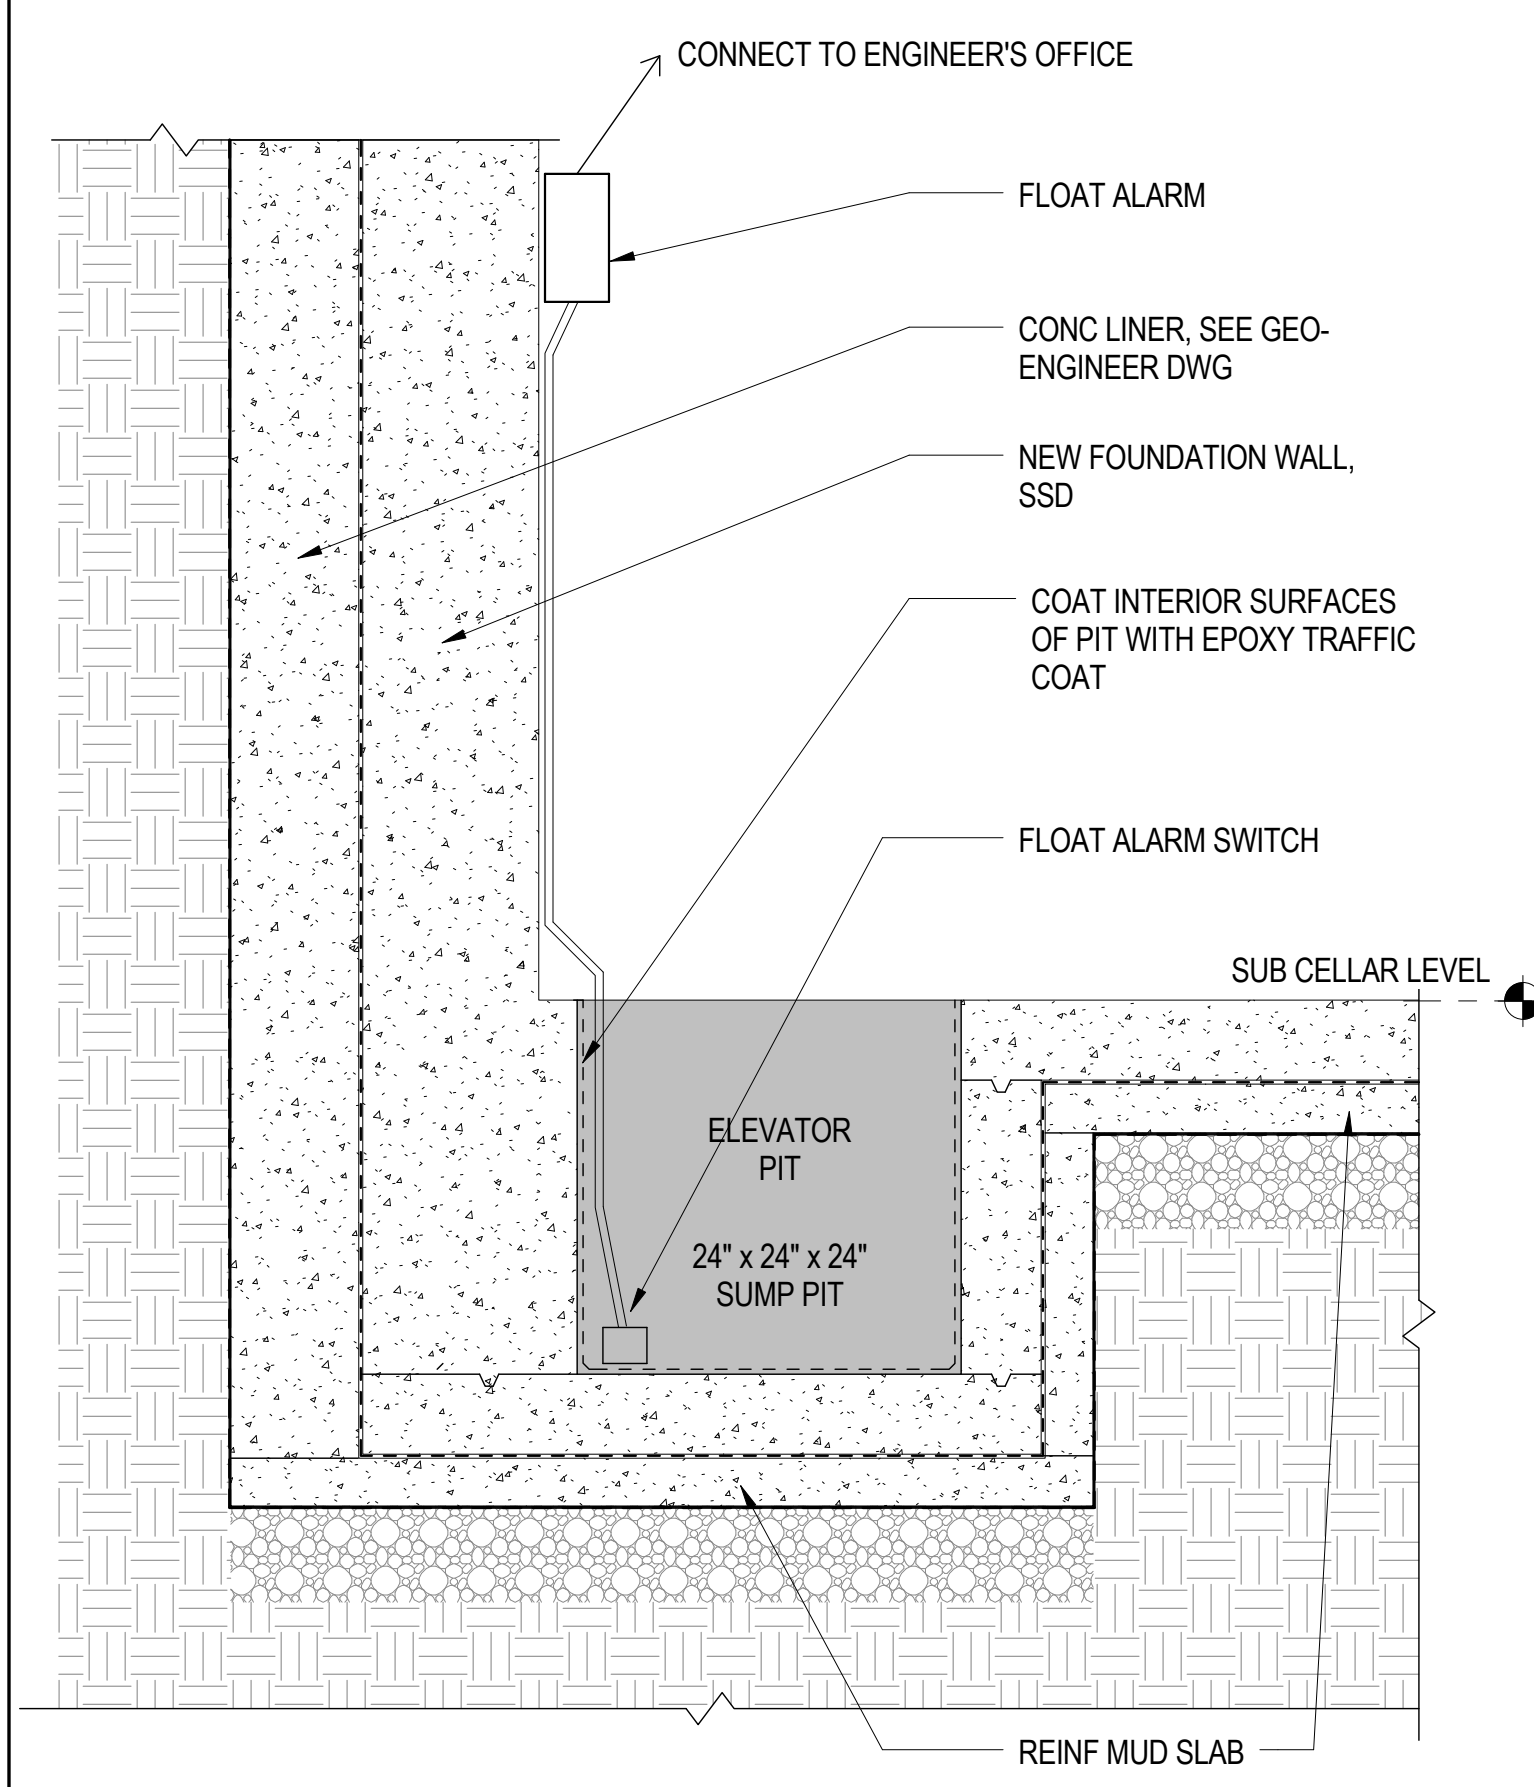 CONNECT TO ENGINEER'S OFFICE
FLOAT ALARM
CONC LINER, SEE GEO-
ENGINEER DWG
NEW FOUNDATION WALL,
SSD
COAT INTERIOR SURFACES
OF PIT WITH EPOXY TRAFFIC
COAT
FLOAT ALARM SWITCH
SUB CELLAR LEVEL
ELEVATOR
PIT
24" x 24" x 24"
SUMP PIT
REINF MUD SLAB